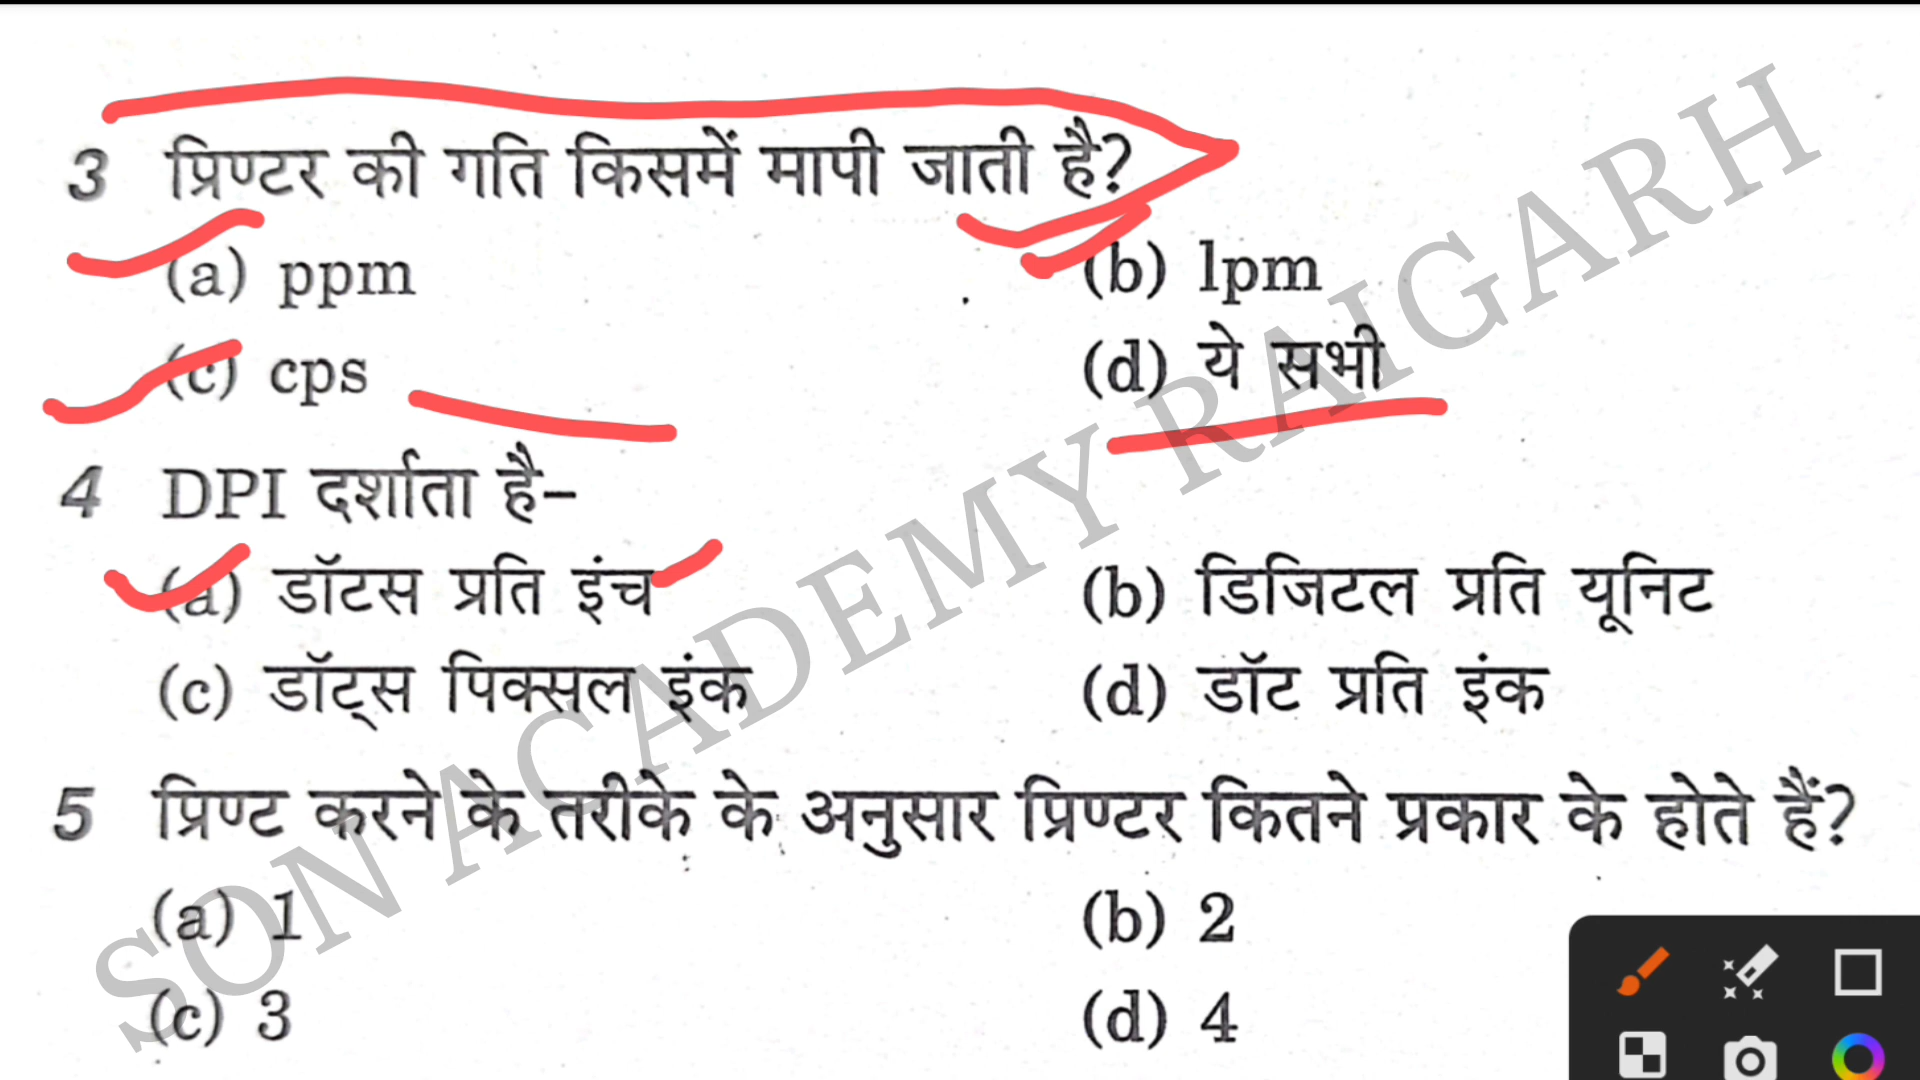 3 प्रिण्टर की गति किसमें मापी जाती है?
(a) ppm (b) lpm
(c) cps (d) ये सभी
4 DPI दर्शाता है–
(a) डॉटस प्रति इंच (b) डिजिटल प्रति यूनिट
(c) डॉट्स पिक्सल इंक (d) डॉट प्रति इंक
5 प्रिण्ट करने के तरीके के अनुसार प्रिण्टर कितने प्रकार के होते हैं?
(a) 1 (b) 2
(c) 3 (d) 4
SON ACADEMY RAIGARH